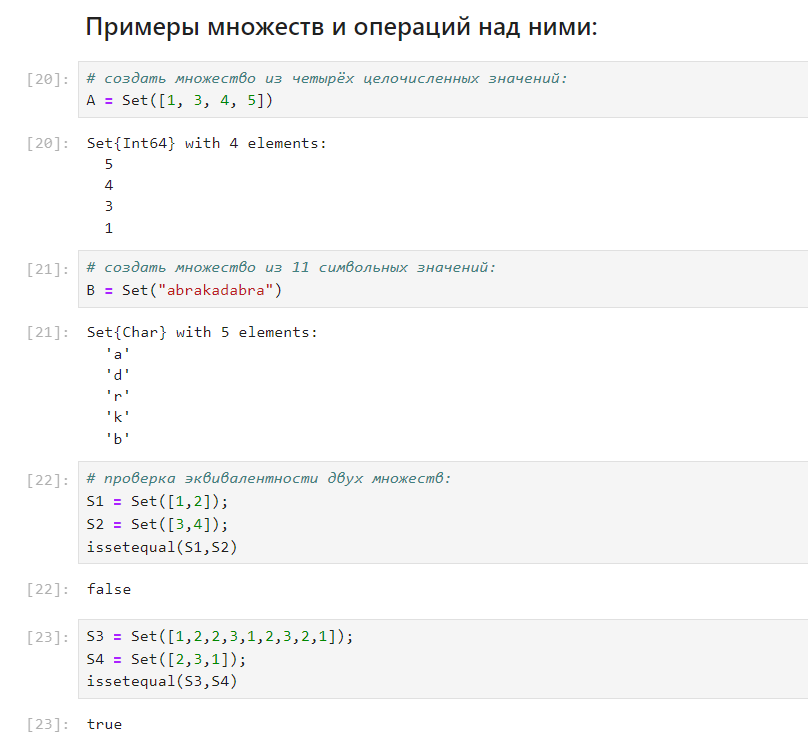 Примеры множеств и операций над ними:
[20]: # создать множество из четырёх целочисленных значений:
A = Set([1, 3, 4, 5])
[20]: Set{Int64} with 4 elements:
5
4
3
1
[21]: # создать множество из 11 символьных значений:
B = Set("abrakadabra")
[21]: Set{Char} with 5 elements:
'a'
'd'
'r'
'k'
'b'
[22]: # проверка эквивалентности двух множеств:
S1 = Set([1,2]);
S2 = Set([3,4]);
issetequal(S1,S2)
[22]: false
[23]: S3 = Set([1,2,2,3,1,2,3,2,1]);
S4 = Set([2,3,1]);
issetequal(S3,S4)
[23]: true